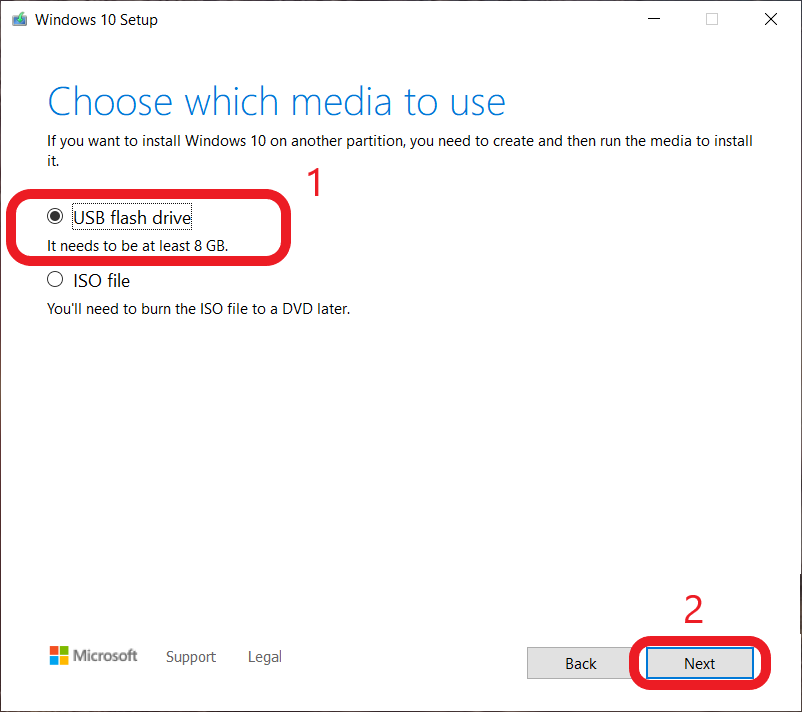 Windows 10 Setup
Choose which media to use
If you want to install Windows 10 on another partition, you need to create and then run the media to install
it.
1
USB flash drive
It needs to be at least 8 GB.
ISO file
You'll need to burn the ISO file to a DVD later.
2
Microsoft Support Legal Back Next